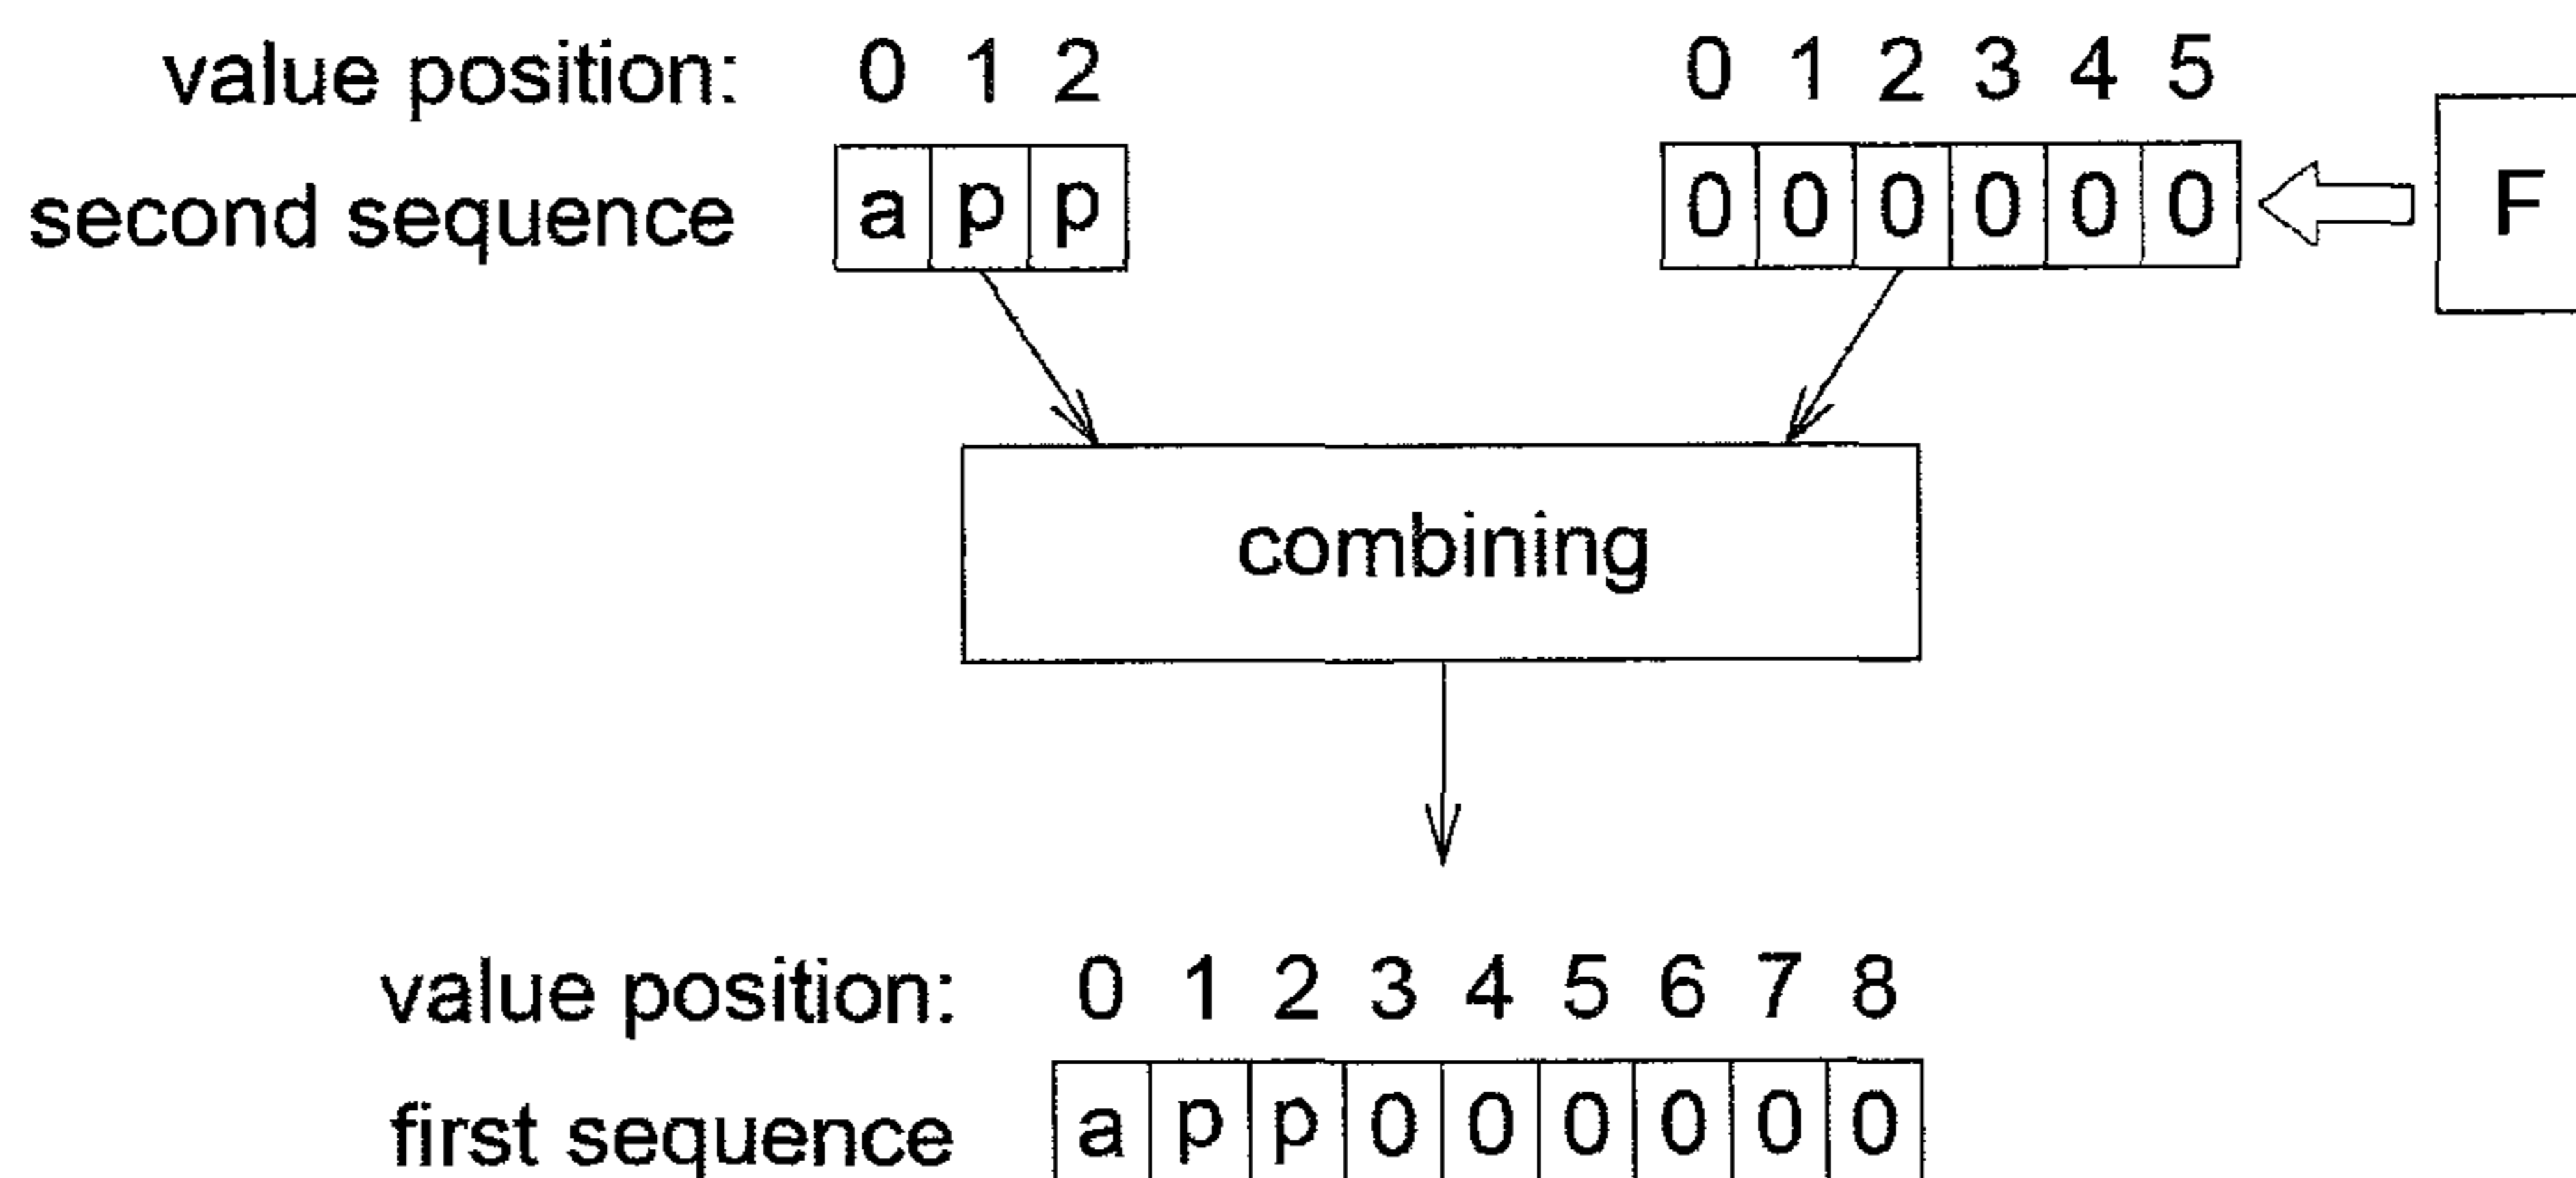 value position: 0 1 2 0 1 2 3 4 5
second sequence a p p 0 0 0 0 0 0 F
combining
value position: 0 1 2 3 4 5 6 7 8
first sequence a p p 0 0 0 0 0 0